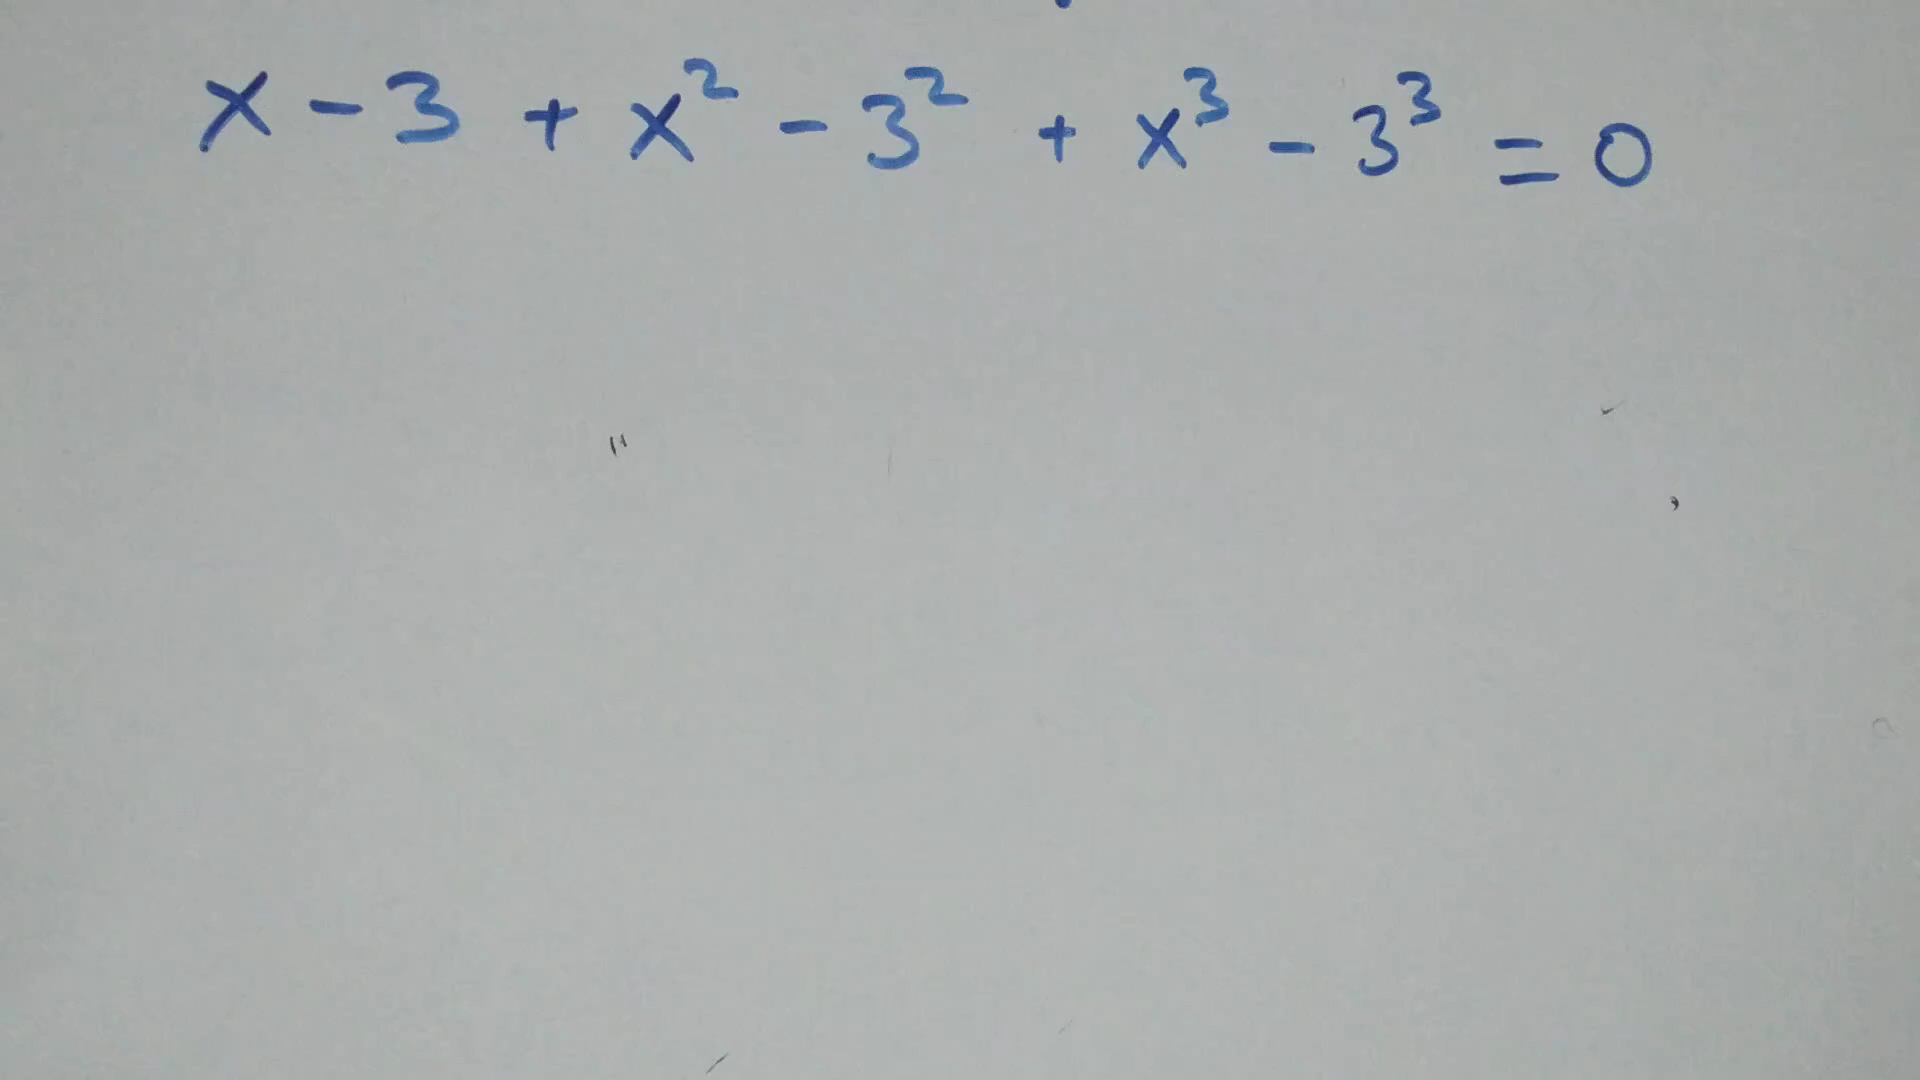 x - 3 + x² - 3² + x³ - 3³ = 0